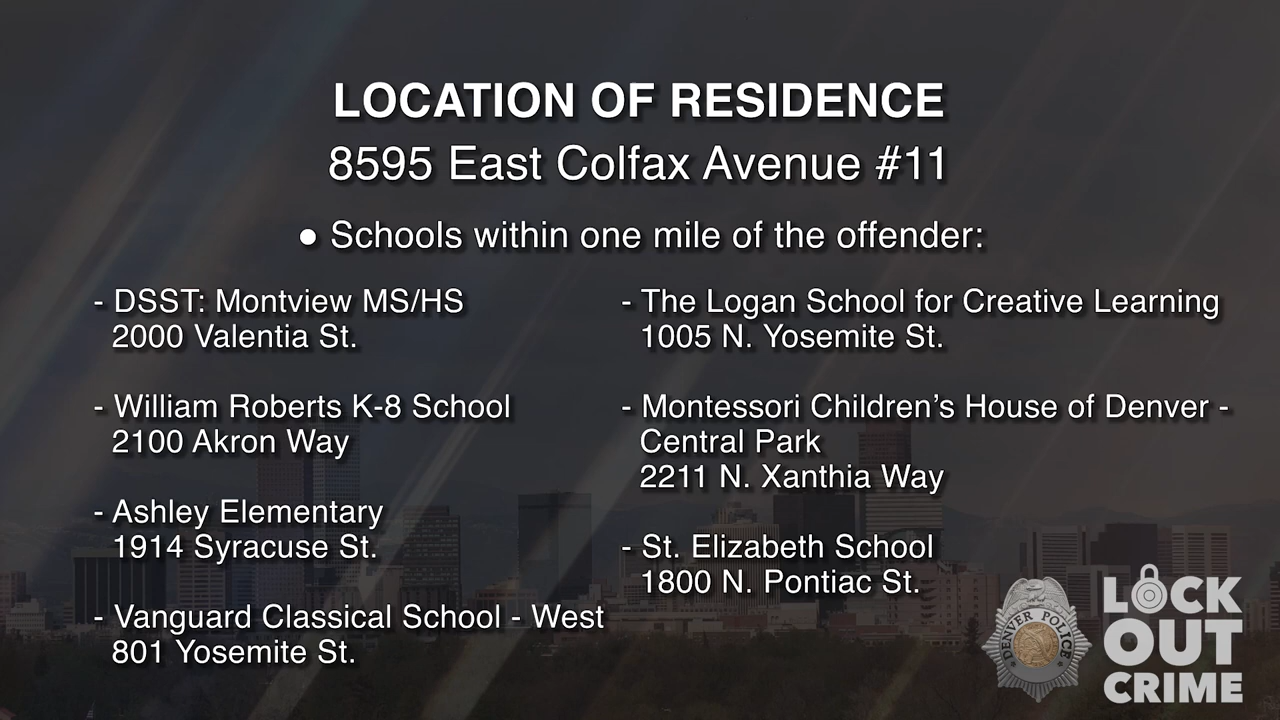 LOCATION OF RESIDENCE
8595 East Colfax Avenue #11
● Schools within one mile of the offender:
- DSST: Montview MS/HS
2000 Valentia St.
- William Roberts K-8 School
2100 Akron Way
- Ashley Elementary
1914 Syracuse St.
- Vanguard Classical School - West
801 Yosemite St.
- The Logan School for Creative Learning
1005 N. Yosemite St.
- Montessori Children’s House of Denver -
Central Park
2211 N. Xanthia Way
- St. Elizabeth School
1800 N. Pontiac St.
DENVER POLICE
LOCK
OUT
CRIME